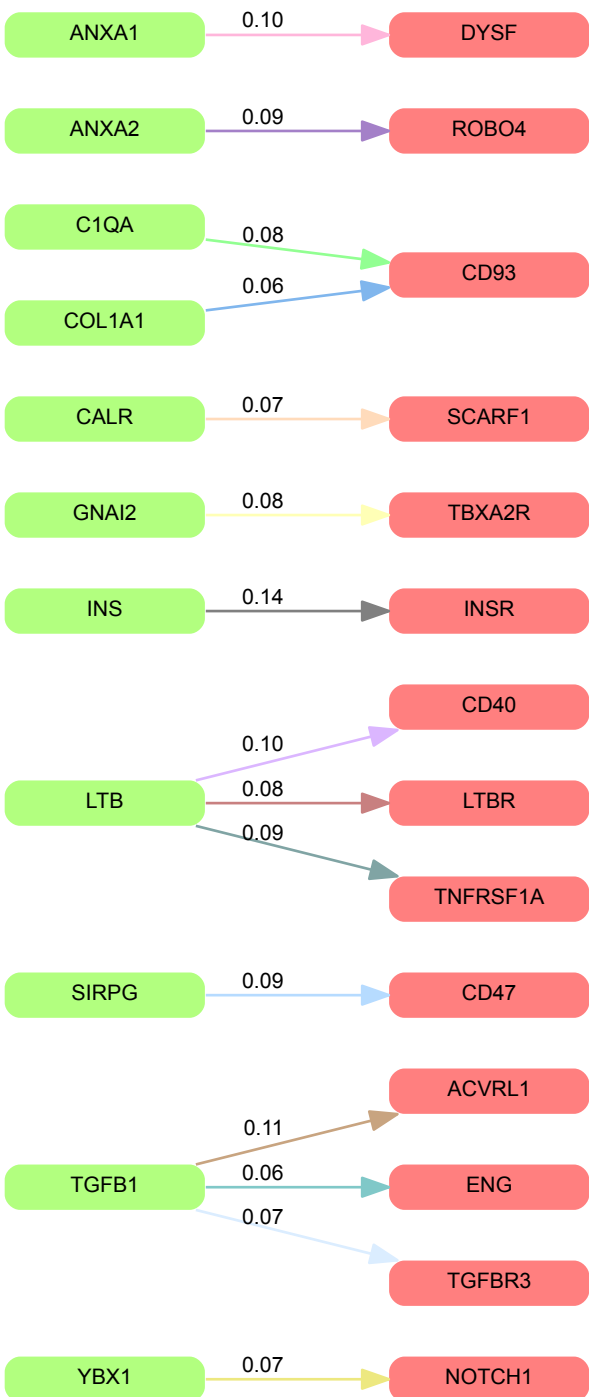 ANXA1 0.10 DYSF
ANXA2 0.09 ROBO4
C1QA 0.08 CD93
COL1A1 0.06
CALR 0.07 SCARF1
GNAI2 0.08 TBXA2R
INS 0.14 INSR
CD40
0.10
LTB 0.08 LTBR
0.09
TNFRSF1A
SIRPG 0.09 CD47
ACVRL1
0.11
TGFB1 0.06 ENG
0.07
TGFBR3
YBX1 0.07 NOTCH1